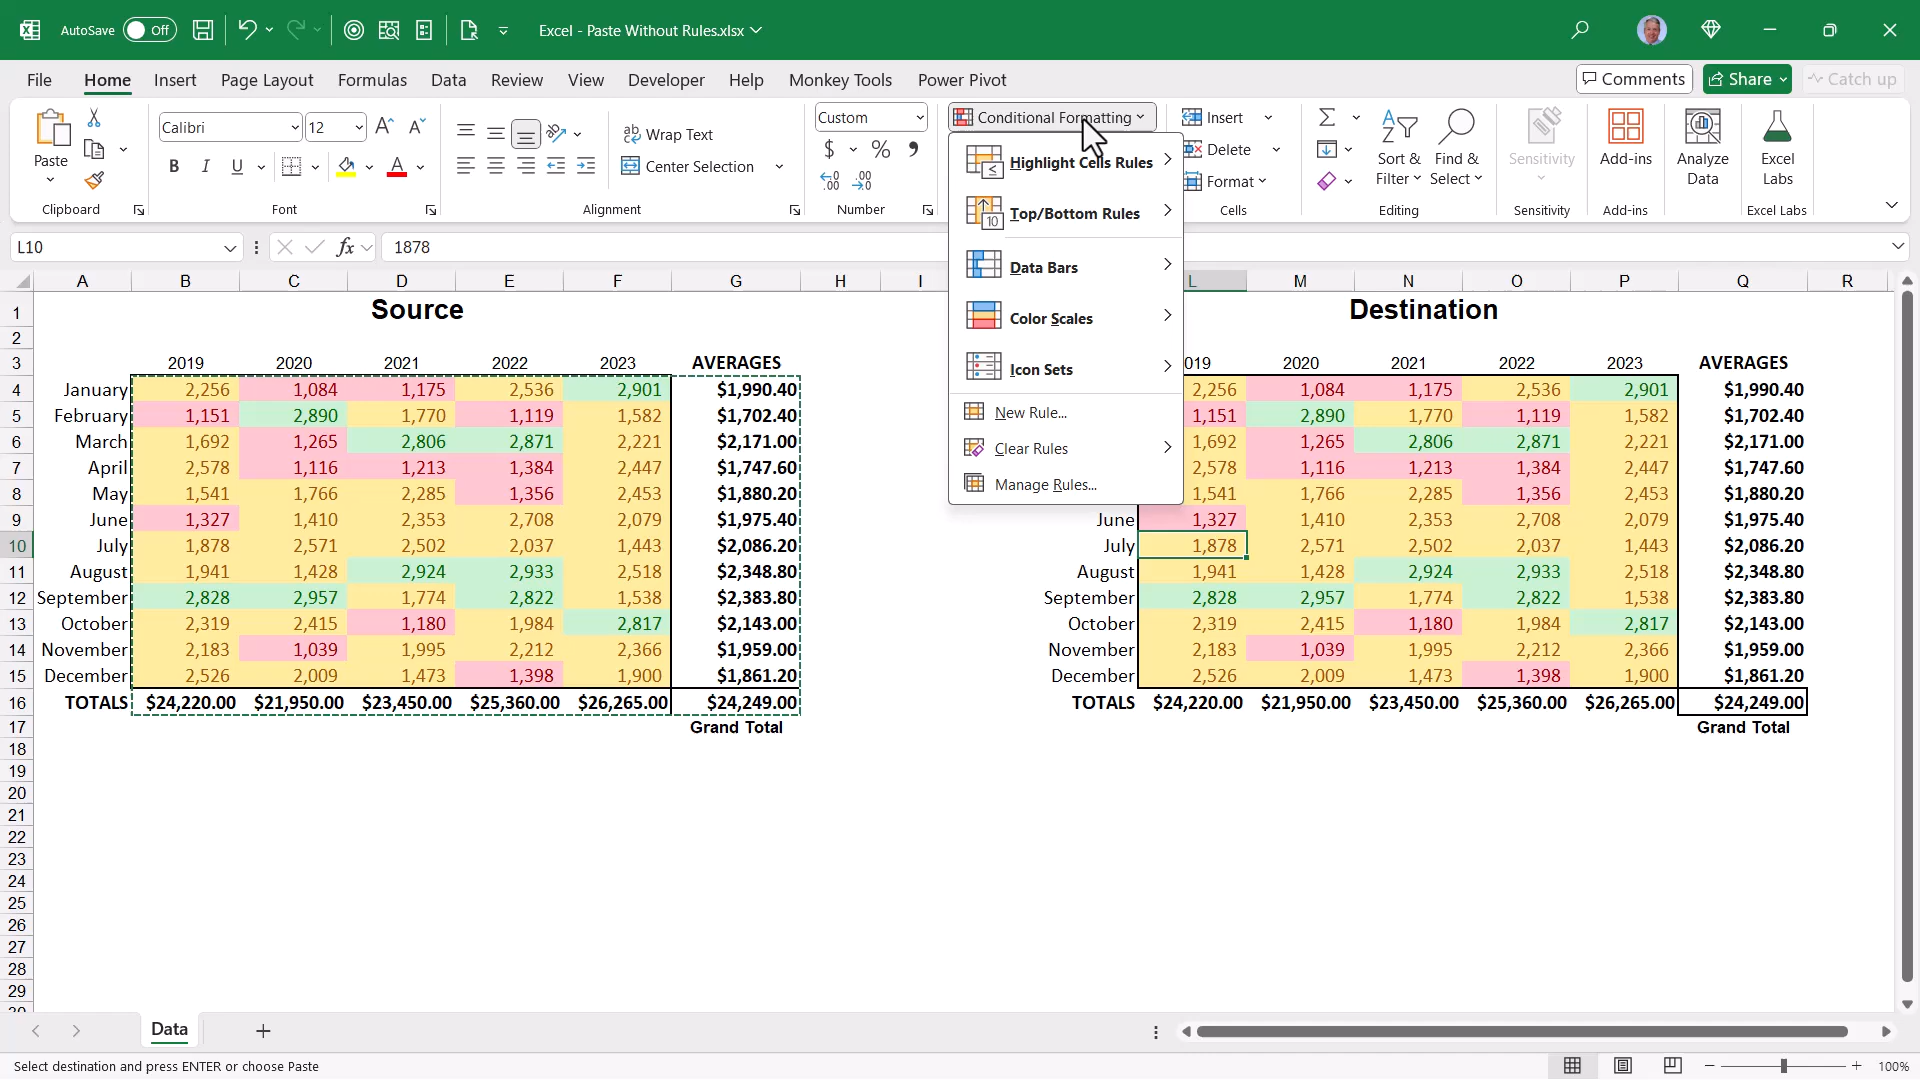 AutoSave Off Excel - Paste Without Rules.xlsx
File Home Insert Page Layout Formulas Data Review View Developer Help Monkey Tools Power Pivot Comments Share Catch up
Paste
Clipboard
Calibri 12
B I U
Font
Wrap Text
Center Selection
Alignment
Custom
$ % 9
Number
Conditional Formatting
Highlight Cells Rules
Top/Bottom Rules
Data Bars
Color Scales
Icon Sets
New Rule...
Clear Rules
Manage Rules...
Insert
Delete
Format
Cells
Sort & Filter
Find & Select
Editing
Sensitivity
Sensitivity
Add-ins
Add-ins
Analyze Data
Excel Labs
Excel Labs
L10 fx 1878
A B C D E F G H I L M N O P Q R
1 Source Destination
2
3 2019 2020 2021 2022 2023 AVERAGES 019 2020 2021 2022 2023 AVERAGES
4 January 2,256 1,084 1,175 2,536 2,901 $1,990.40 2,256 1,084 1,175 2,536 2,901 $1,990.40
5 February 1,151 2,890 1,770 1,119 1,582 $1,702.40 1,151 2,890 1,770 1,119 1,582 $1,702.40
6 March 1,692 1,265 2,806 2,871 2,221 $2,171.00 1,692 1,265 2,806 2,871 2,221 $2,171.00
7 April 2,578 1,116 1,213 1,384 2,447 $1,747.60 2,578 1,116 1,213 1,384 2,447 $1,747.60
8 May 1,541 1,766 2,285 1,356 2,453 $1,880.20 1,541 1,766 2,285 1,356 2,453 $1,880.20
9 June 1,327 1,410 2,353 2,708 2,079 $1,975.40 June 1,327 1,410 2,353 2,708 2,079 $1,975.40
10 July 1,878 2,571 2,502 2,037 1,443 $2,086.20 July 1,878 2,571 2,502 2,037 1,443 $2,086.20
11 August 1,941 1,428 2,924 2,933 2,518 $2,348.80 August 1,941 1,428 2,924 2,933 2,518 $2,348.80
12 September 2,828 2,957 1,774 2,822 1,538 $2,383.80 September 2,828 2,957 1,774 2,822 1,538 $2,383.80
13 October 2,319 2,415 1,180 1,984 2,817 $2,143.00 October 2,319 2,415 1,180 1,984 2,817 $2,143.00
14 November 2,183 1,039 1,995 2,212 2,366 $1,959.00 November 2,183 1,039 1,995 2,212 2,366 $1,959.00
15 December 2,526 2,009 1,473 1,398 1,900 $1,861.20 December 2,526 2,009 1,473 1,398 1,900 $1,861.20
16 TOTALS $24,220.00 $21,950.00 $23,450.00 $25,360.00 $26,265.00 $24,249.00 TOTALS $24,220.00 $21,950.00 $23,450.00 $25,360.00 $26,265.00 $24,249.00
17 Grand Total Grand Total
18
19
20
21
22
23
24
25
26
27
28
29
Data
Select destination and press ENTER or choose Paste 100%